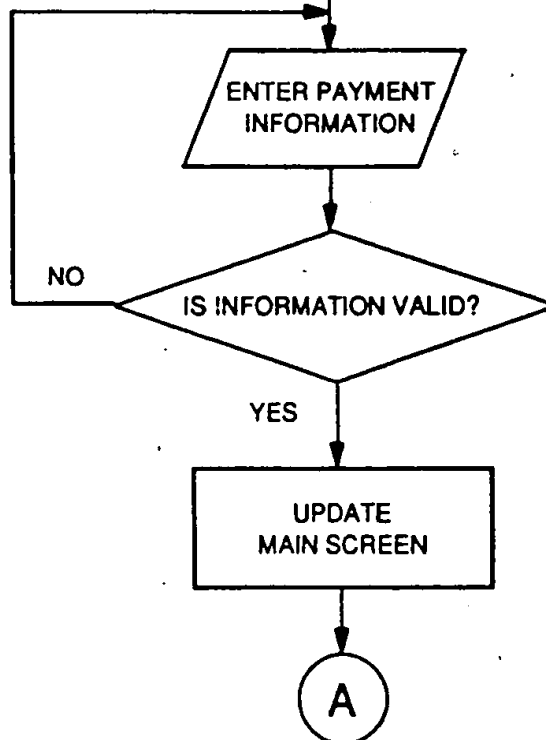 ENTER PAYMENT
INFORMATION
NO
IS INFORMATION VALID?
YES
UPDATE
MAIN SCREEN
A